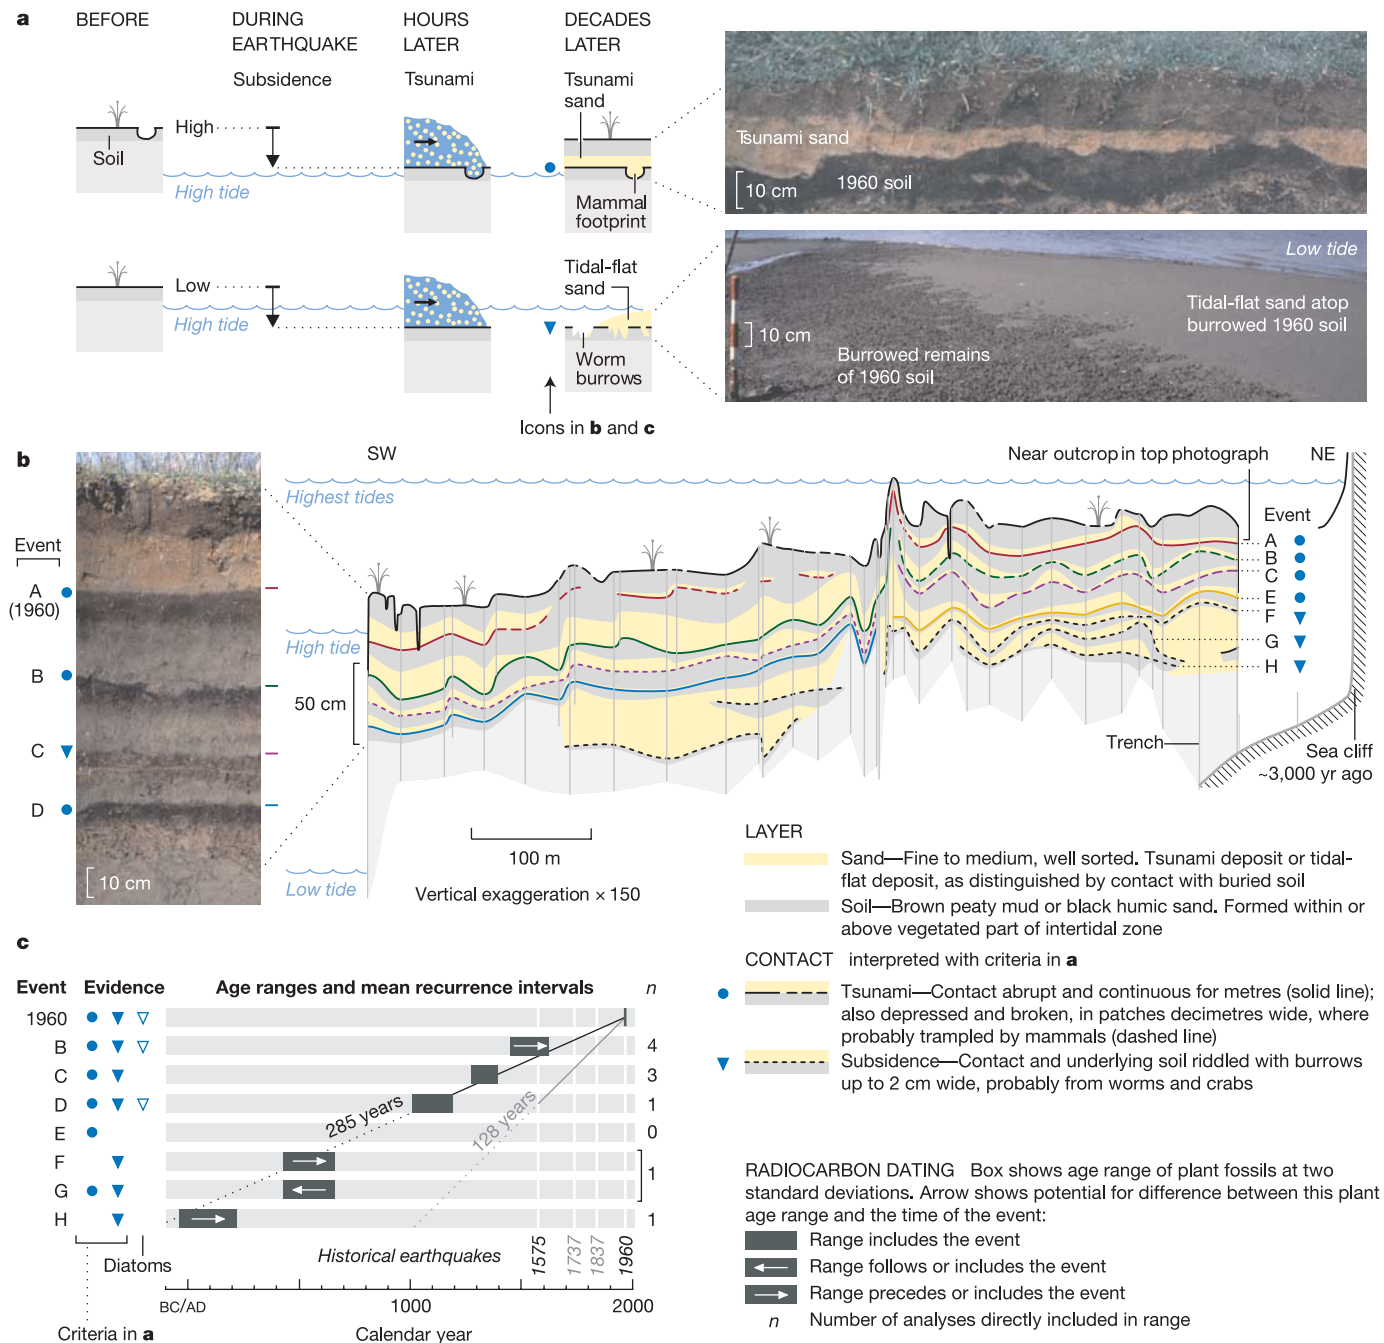 a
BEFORE
DURING
EARTHQUAKE
HOURS
LATER
DECADES
LATER
Subsidence
Tsunami
Tsunami
sand
High
Soil
High tide
Mammal
footprint
Tsunami sand
1960 soil
10 cm
Low
High tide
Tidal-flat
sand
Worm
burrows
Low tide
Tidal-flat sand atop
burrowed 1960 soil
10 cm
Burrowed remains
of 1960 soil
Icons in b and c
b
SW
Near outcrop in top photograph
NE
Highest tides
Event
A
(1960)
B
C
D
10 cm
High tide
50 cm
Low tide
100 m
Vertical exaggeration × 150
Event
A
B
C
E
F
G
H
Trench
Sea cliff
~3,000 yr ago
LAYER
Sand—Fine to medium, well sorted. Tsunami deposit or tidal-
flat deposit, as distinguished by contact with buried soil
Soil—Brown peaty mud or black humic sand. Formed within or
above vegetated part of intertidal zone
CONTACT interpreted with criteria in a
Tsunami—Contact abrupt and continuous for metres (solid line);
also depressed and broken, in patches decimetres wide, where
probably trampled by mammals (dashed line)
Subsidence—Contact and underlying soil riddled with burrows
up to 2 cm wide, probably from worms and crabs
RADIOCARBON DATING Box shows age range of plant fossils at two
standard deviations. Arrow shows potential for difference between this plant
age range and the time of the event:
Range includes the event
Range follows or includes the event
Range precedes or includes the event
n Number of analyses directly included in range
c
Event Evidence Age ranges and mean recurrence intervals n
1960
B 4
C 3
D 1
E 0
F
G
1
H 1
285 years
128 years
Diatoms
Historical earthquakes
1575
1737
1837
1960
BC/AD 1000 2000
Criteria in a
Calendar year